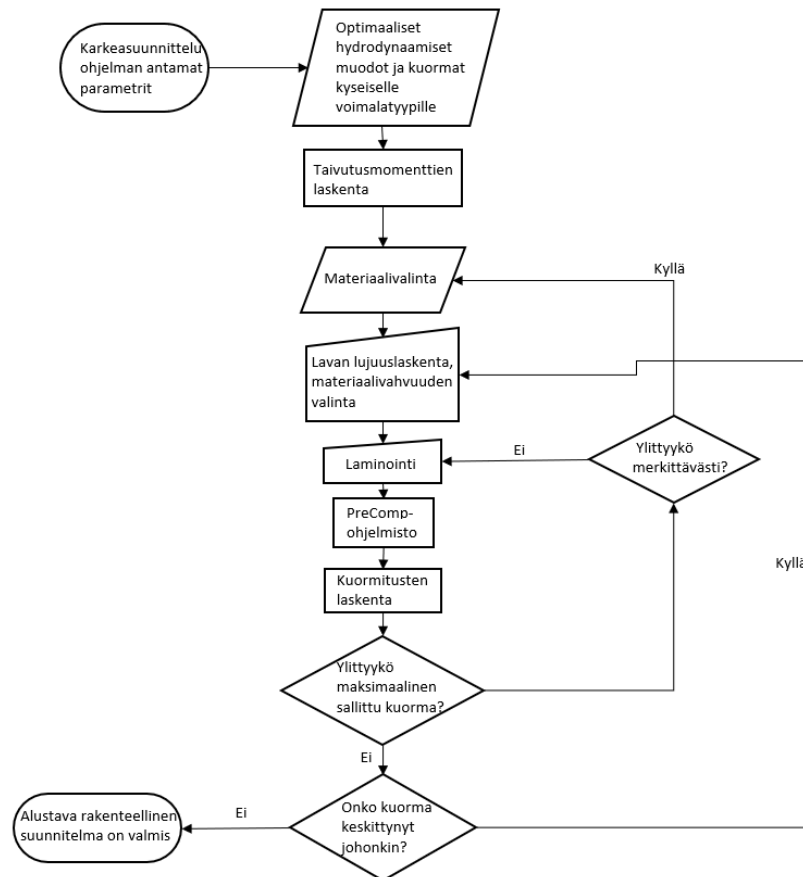 Karkeasuunnittelu
ohjelman antamat
parametrit
Optimaaliset
hydrodynaamiset
muodot ja kuormat
kyseiselle
voimalatyypille
Taivutusmomenttien
laskenta
Materiaalivalinta
Kyllä
Lavan lujuuslaskenta,
materiaalivahvuuden
valinta
Laminointi
Ei
Ylittyykö
merkittävästi?
PreComp-
ohjelmisto
Kyllä
Kuormitusten
laskenta
Ylittyykö
maksimaalinen
sallittu kuorma?
Ei
Onko kuorma
keskittynyt
johonkin?
Ei
Alustava rakenteellinen
suunnitelma on valmis